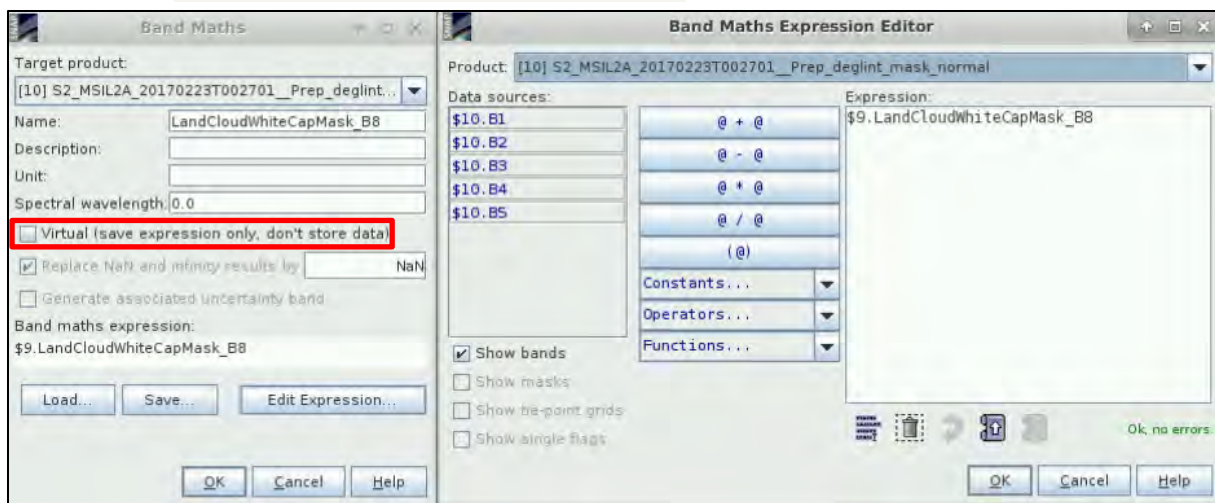 Band Maths
Target product:
[10] S2_MSIL2A_20170223T002701__Prep_deglint...
Name: LandCloudWhiteCapMask_B8
Description:
Unit:
Spectral wavelength: 0.0
Virtual (save expression only, don't store data)
Replace NaN and infinity results by NaN
Generate associated uncertainty band
Band maths expression:
$9.LandCloudWhiteCapMask_B8
Load... Save... Edit Expression...
OK Cancel Help
Band Maths Expression Editor
Product: [10] S2_MSIL2A_20170223T002701__Prep_deglint_mask_normal
Data sources:
$10.B1
$10.B2
$10.B3
$10.B4
$10.B5
Show bands
Show masks
Show tie-point grids
Show single flags
@ + @
@ - @
@ * @
@ / @
(@)
Constants...
Operators...
Functions...
Expression:
$9.LandCloudWhiteCapMask_B8
Ok, no errors.
OK Cancel Help